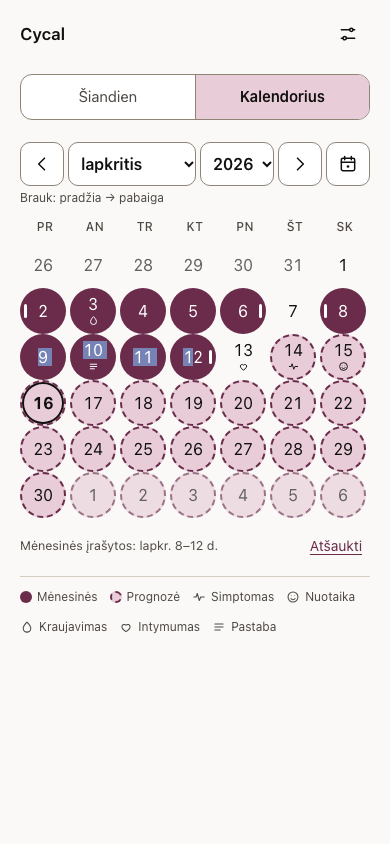 Cycal
Šiandien Kalendorius
lapkritis 2026
Brauk: pradžia → pabaiga
PR AN TR KT PN ŠT SK
26 27 28 29 30 31 1
2 3 4 5 6 7 8
9 10 11 12 13 14 15
16 17 18 19 20 21 22
23 24 25 26 27 28 29
30 1 2 3 4 5 6
Mėnesinės įrašytos: lapkr. 8–12 d. Atšaukti
Mėnesinės Prognozė Simptomas Nuotaika
Kraujavimas Intymumas Pastaba